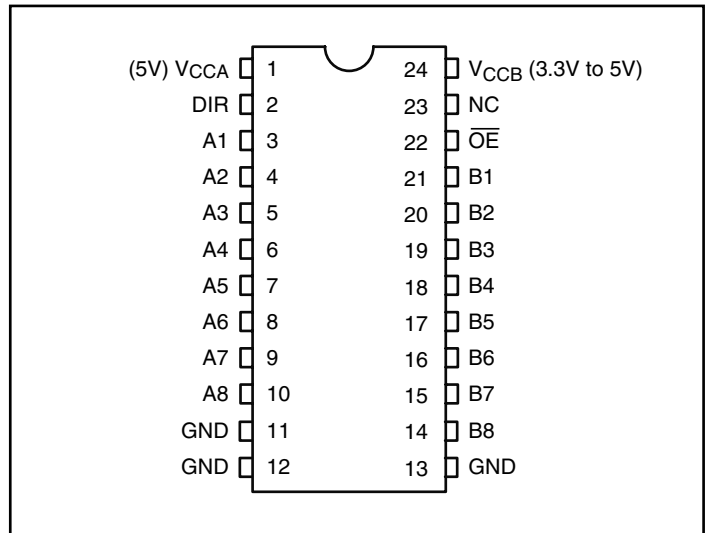 (5V) VCCA 1 24 VCCB (3.3V to 5V)
DIR 2 23 NC
A1 3 22 O̅E̅
A2 4 21 B1
A3 5 20 B2
A4 6 19 B3
A5 7 18 B4
A6 8 17 B5
A7 9 16 B6
A8 10 15 B7
GND 11 14 B8
GND 12 13 GND